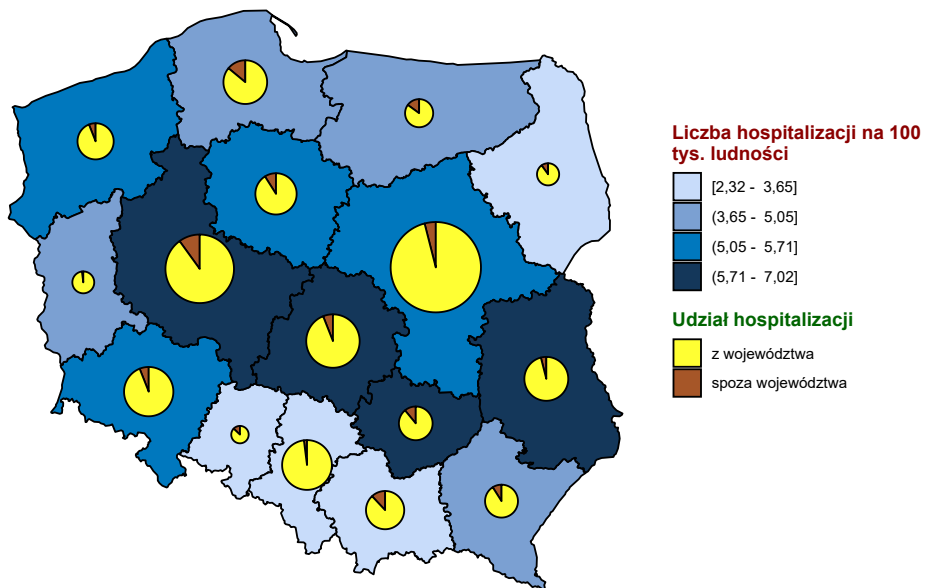 Liczba hospitalizacji na 100
tys. ludności
[2,32 - 3,65]
(3,65 - 5,05]
(5,05 - 5,71]
(5,71 - 7,02]
Udział hospitalizacji
z województwa
spoza województwa